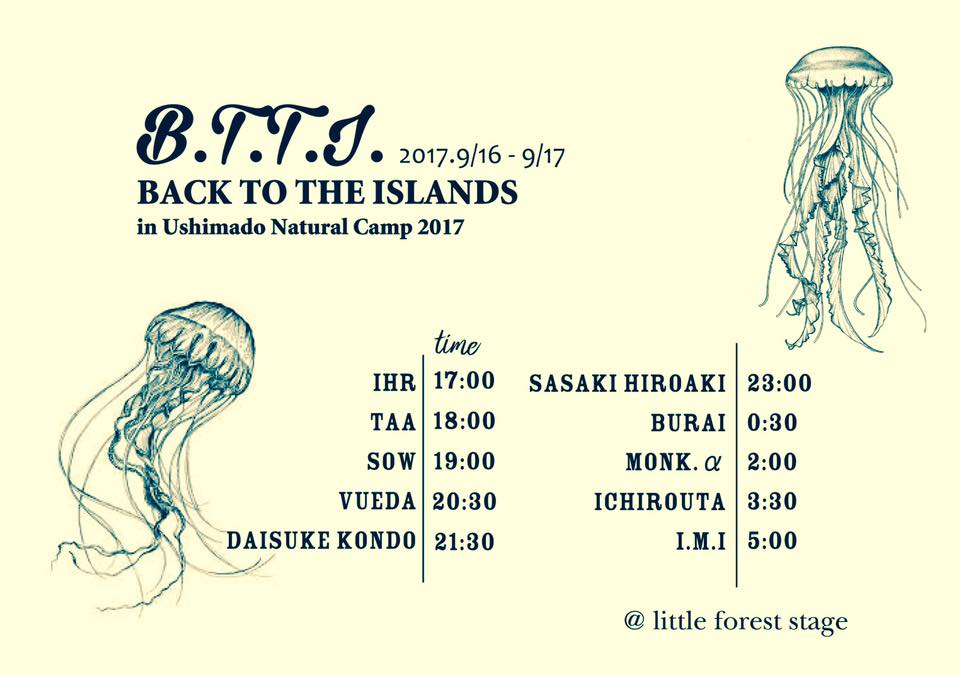 B.T.T.I. 2017.9/16 - 9/17
BACK TO THE ISLANDS
in Ushimado Natural Camp 2017
time
IHR 17:00
TAA 18:00
SOW 19:00
VUEDA 20:30
DAISUKE KONDO 21:30
SASAKI HIROAKI 23:00
BURAI 0:30
MONK. α 2:00
ICHIROUTA 3:30
I.M.I 5:00
@ little forest stage